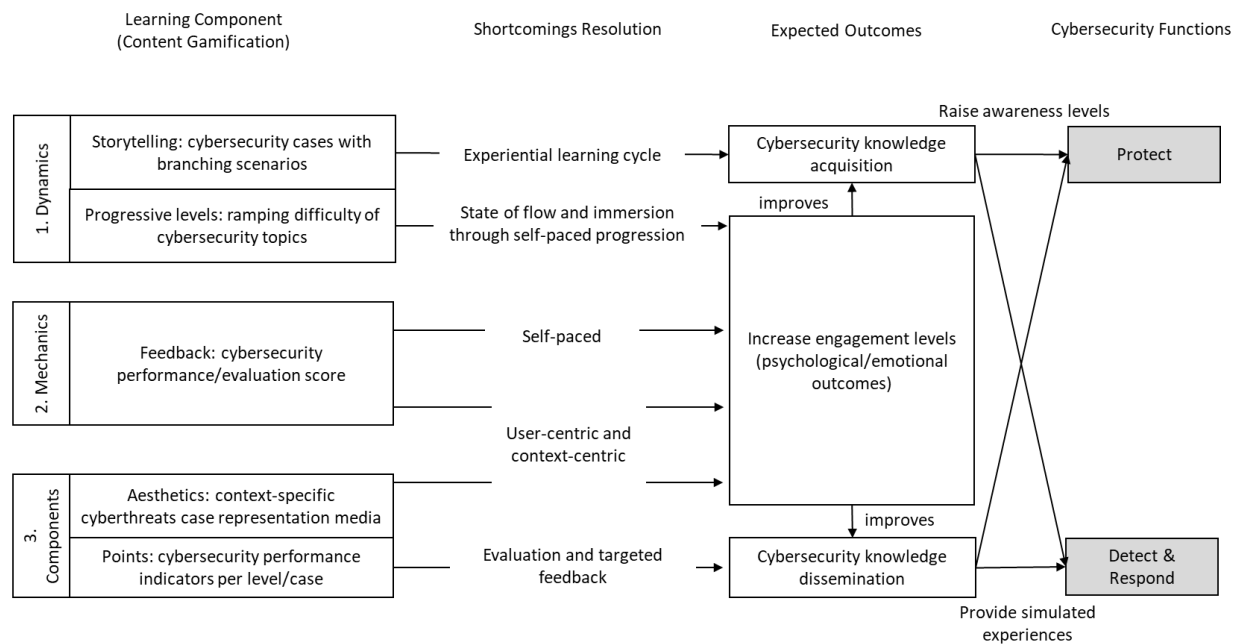 Learning Component
(Content Gamification)
Shortcomings Resolution
Expected Outcomes
Cybersecurity Functions
1. Dynamics
Storytelling: cybersecurity cases with
branching scenarios
Progressive levels: ramping difficulty of
cybersecurity topics
Experiential learning cycle
State of flow and immersion
through self-paced progression
Cybersecurity knowledge
acquisition
improves
Raise awareness levels
Protect
2. Mechanics
Feedback: cybersecurity
performance/evaluation score
Self-paced
User-centric and
context-centric
Increase engagement levels
(psychological/emotional
outcomes)
3.
Components
Aesthetics: context-specific
cyberthreats case representation media
Points: cybersecurity performance
indicators per level/case
Evaluation and targeted
feedback
improves
Cybersecurity knowledge
dissemination
Detect &
Respond
Provide simulated
experiences